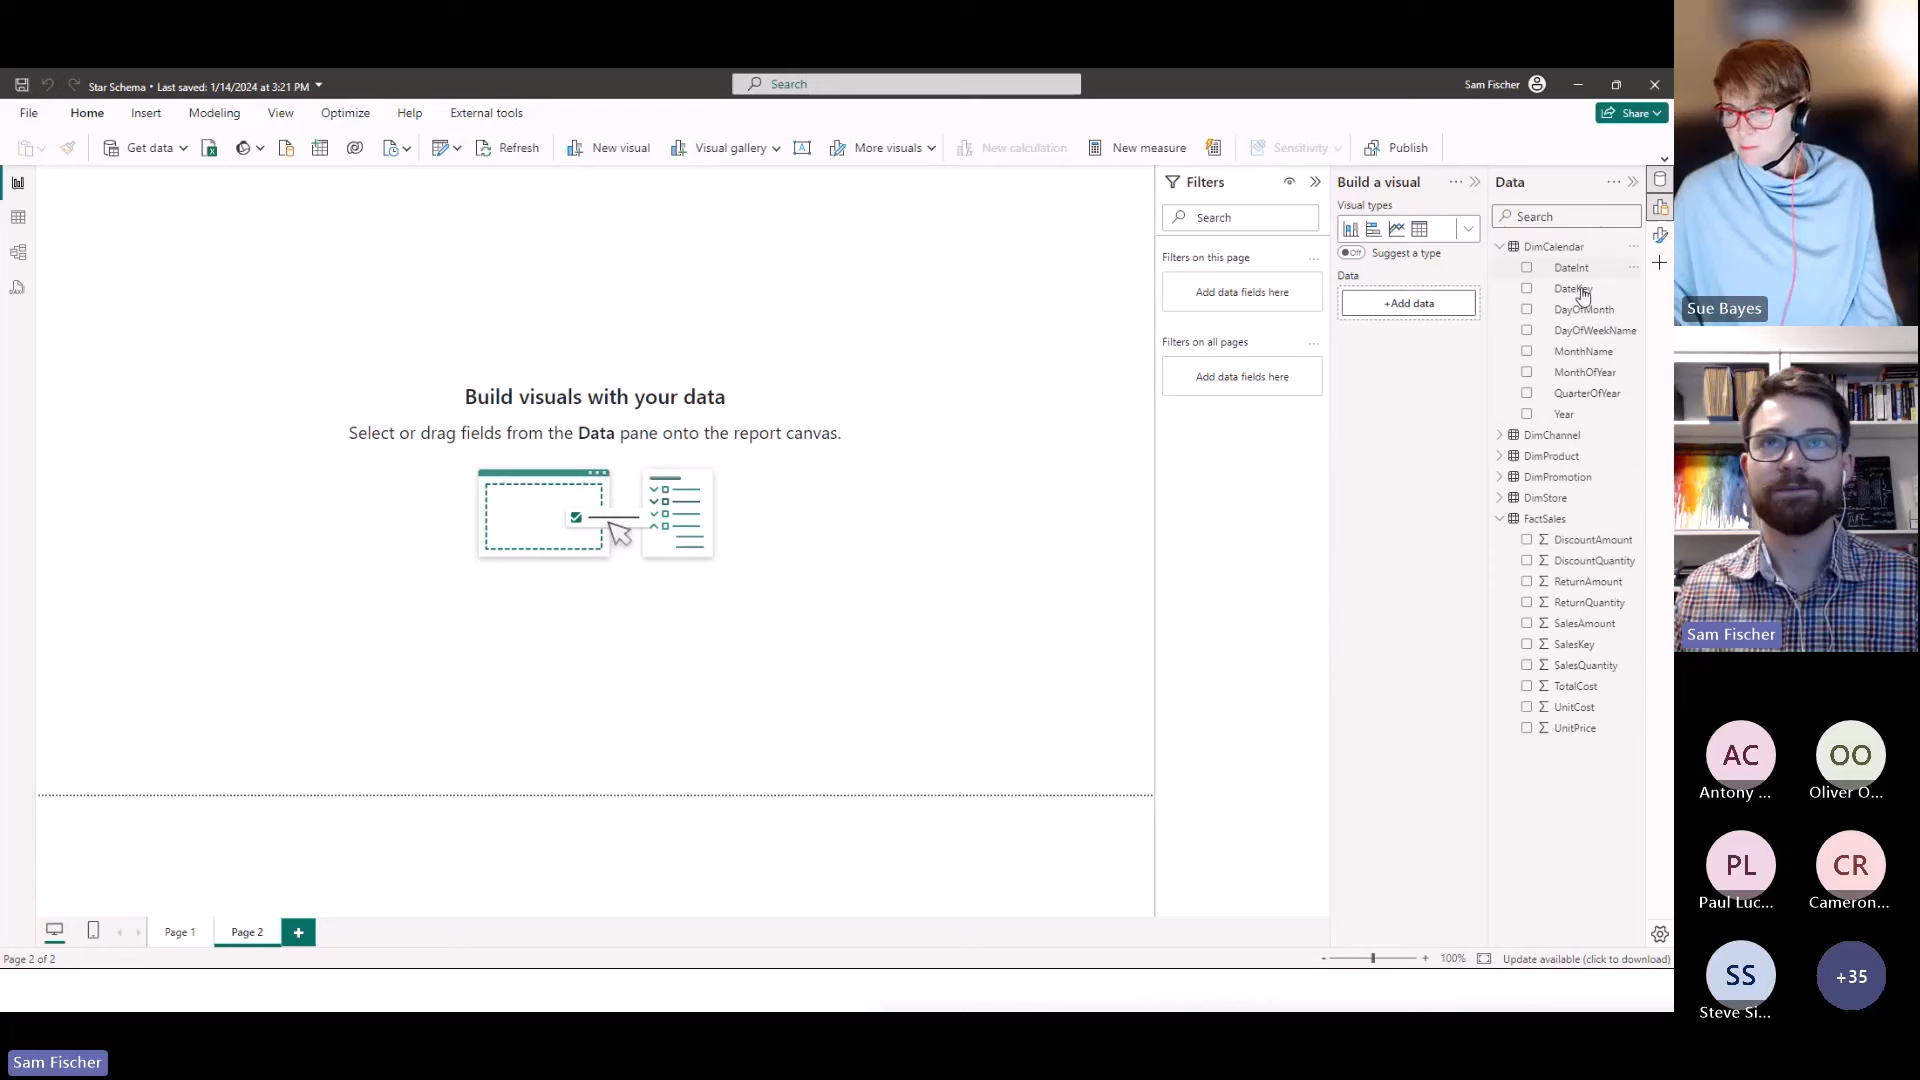 Star Schema • Last saved: 1/14/2024 at 3:21 PM
Search
Sam Fischer
File
Home
Insert
Modeling
View
Optimize
Help
External tools
Share
Get data
Refresh
New visual
Visual gallery
More visuals
New calculation
New measure
Sensitivity
Publish
Build visuals with your data
Select or drag fields from the Data pane onto the report canvas.
Filters
Search
Filters on this page
Add data fields here
Filters on all pages
Add data fields here
Build a visual
Visual types
Off
Suggest a type
Data
+Add data
Data
Search
DimCalendar
DateInt
DateKey
DayOfMonth
DayOfWeekName
MonthName
MonthOfYear
QuarterOfYear
Year
DimChannel
DimProduct
DimPromotion
DimStore
FactSales
DiscountAmount
DiscountQuantity
ReturnAmount
ReturnQuantity
SalesAmount
SalesKey
SalesQuantity
TotalCost
UnitCost
UnitPrice
Page 1
Page 2
+
Page 2 of 2
- + 100%
Update available (click to download)
Sue Bayes
Sam Fischer
AC
Antony ...
OO
Oliver O...
PL
Paul Luc...
CR
Cameron...
SS
Steve Si...
+35
Sam Fischer